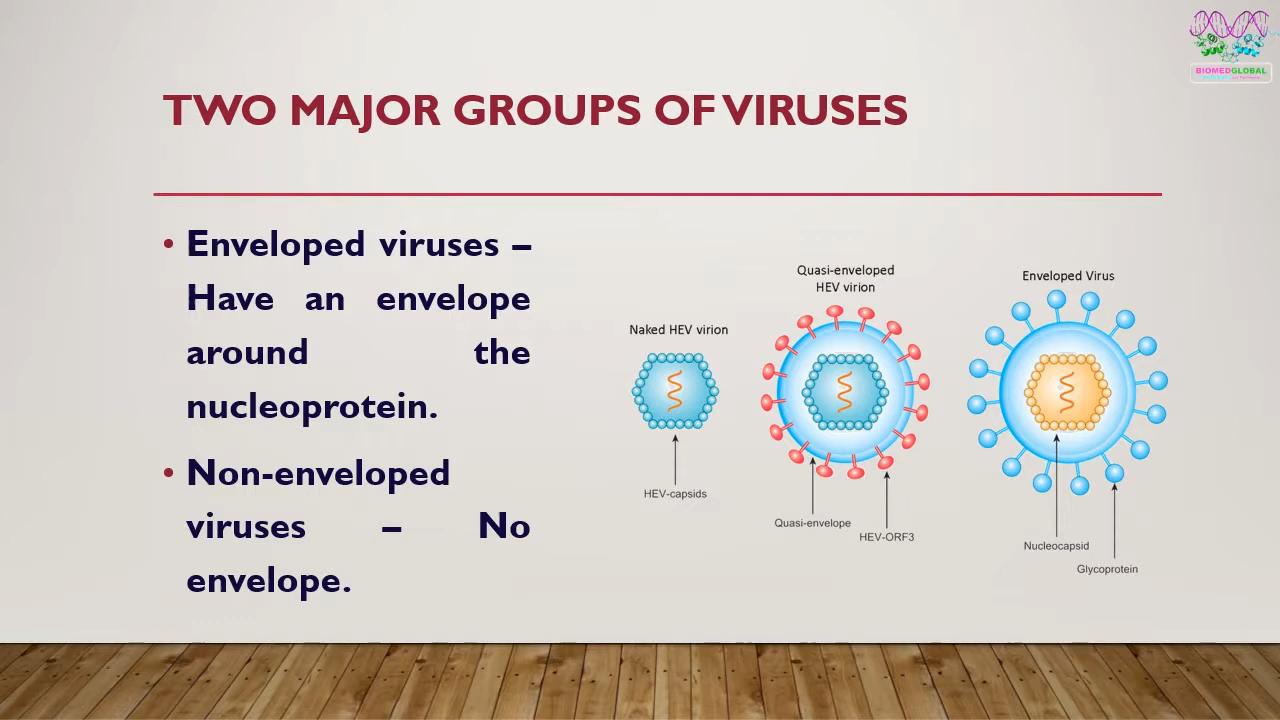 BIOMEDGLOBAL
TWO MAJOR GROUPS OF VIRUSES
• Enveloped viruses –
Have an envelope
around the
nucleoprotein.
• Non-enveloped
viruses – No
envelope.
Naked HEV virion
HEV-capsids
Quasi-enveloped
HEV virion
Quasi-envelope
HEV-ORF3
Enveloped Virus
Nucleocapsid
Glycoprotein